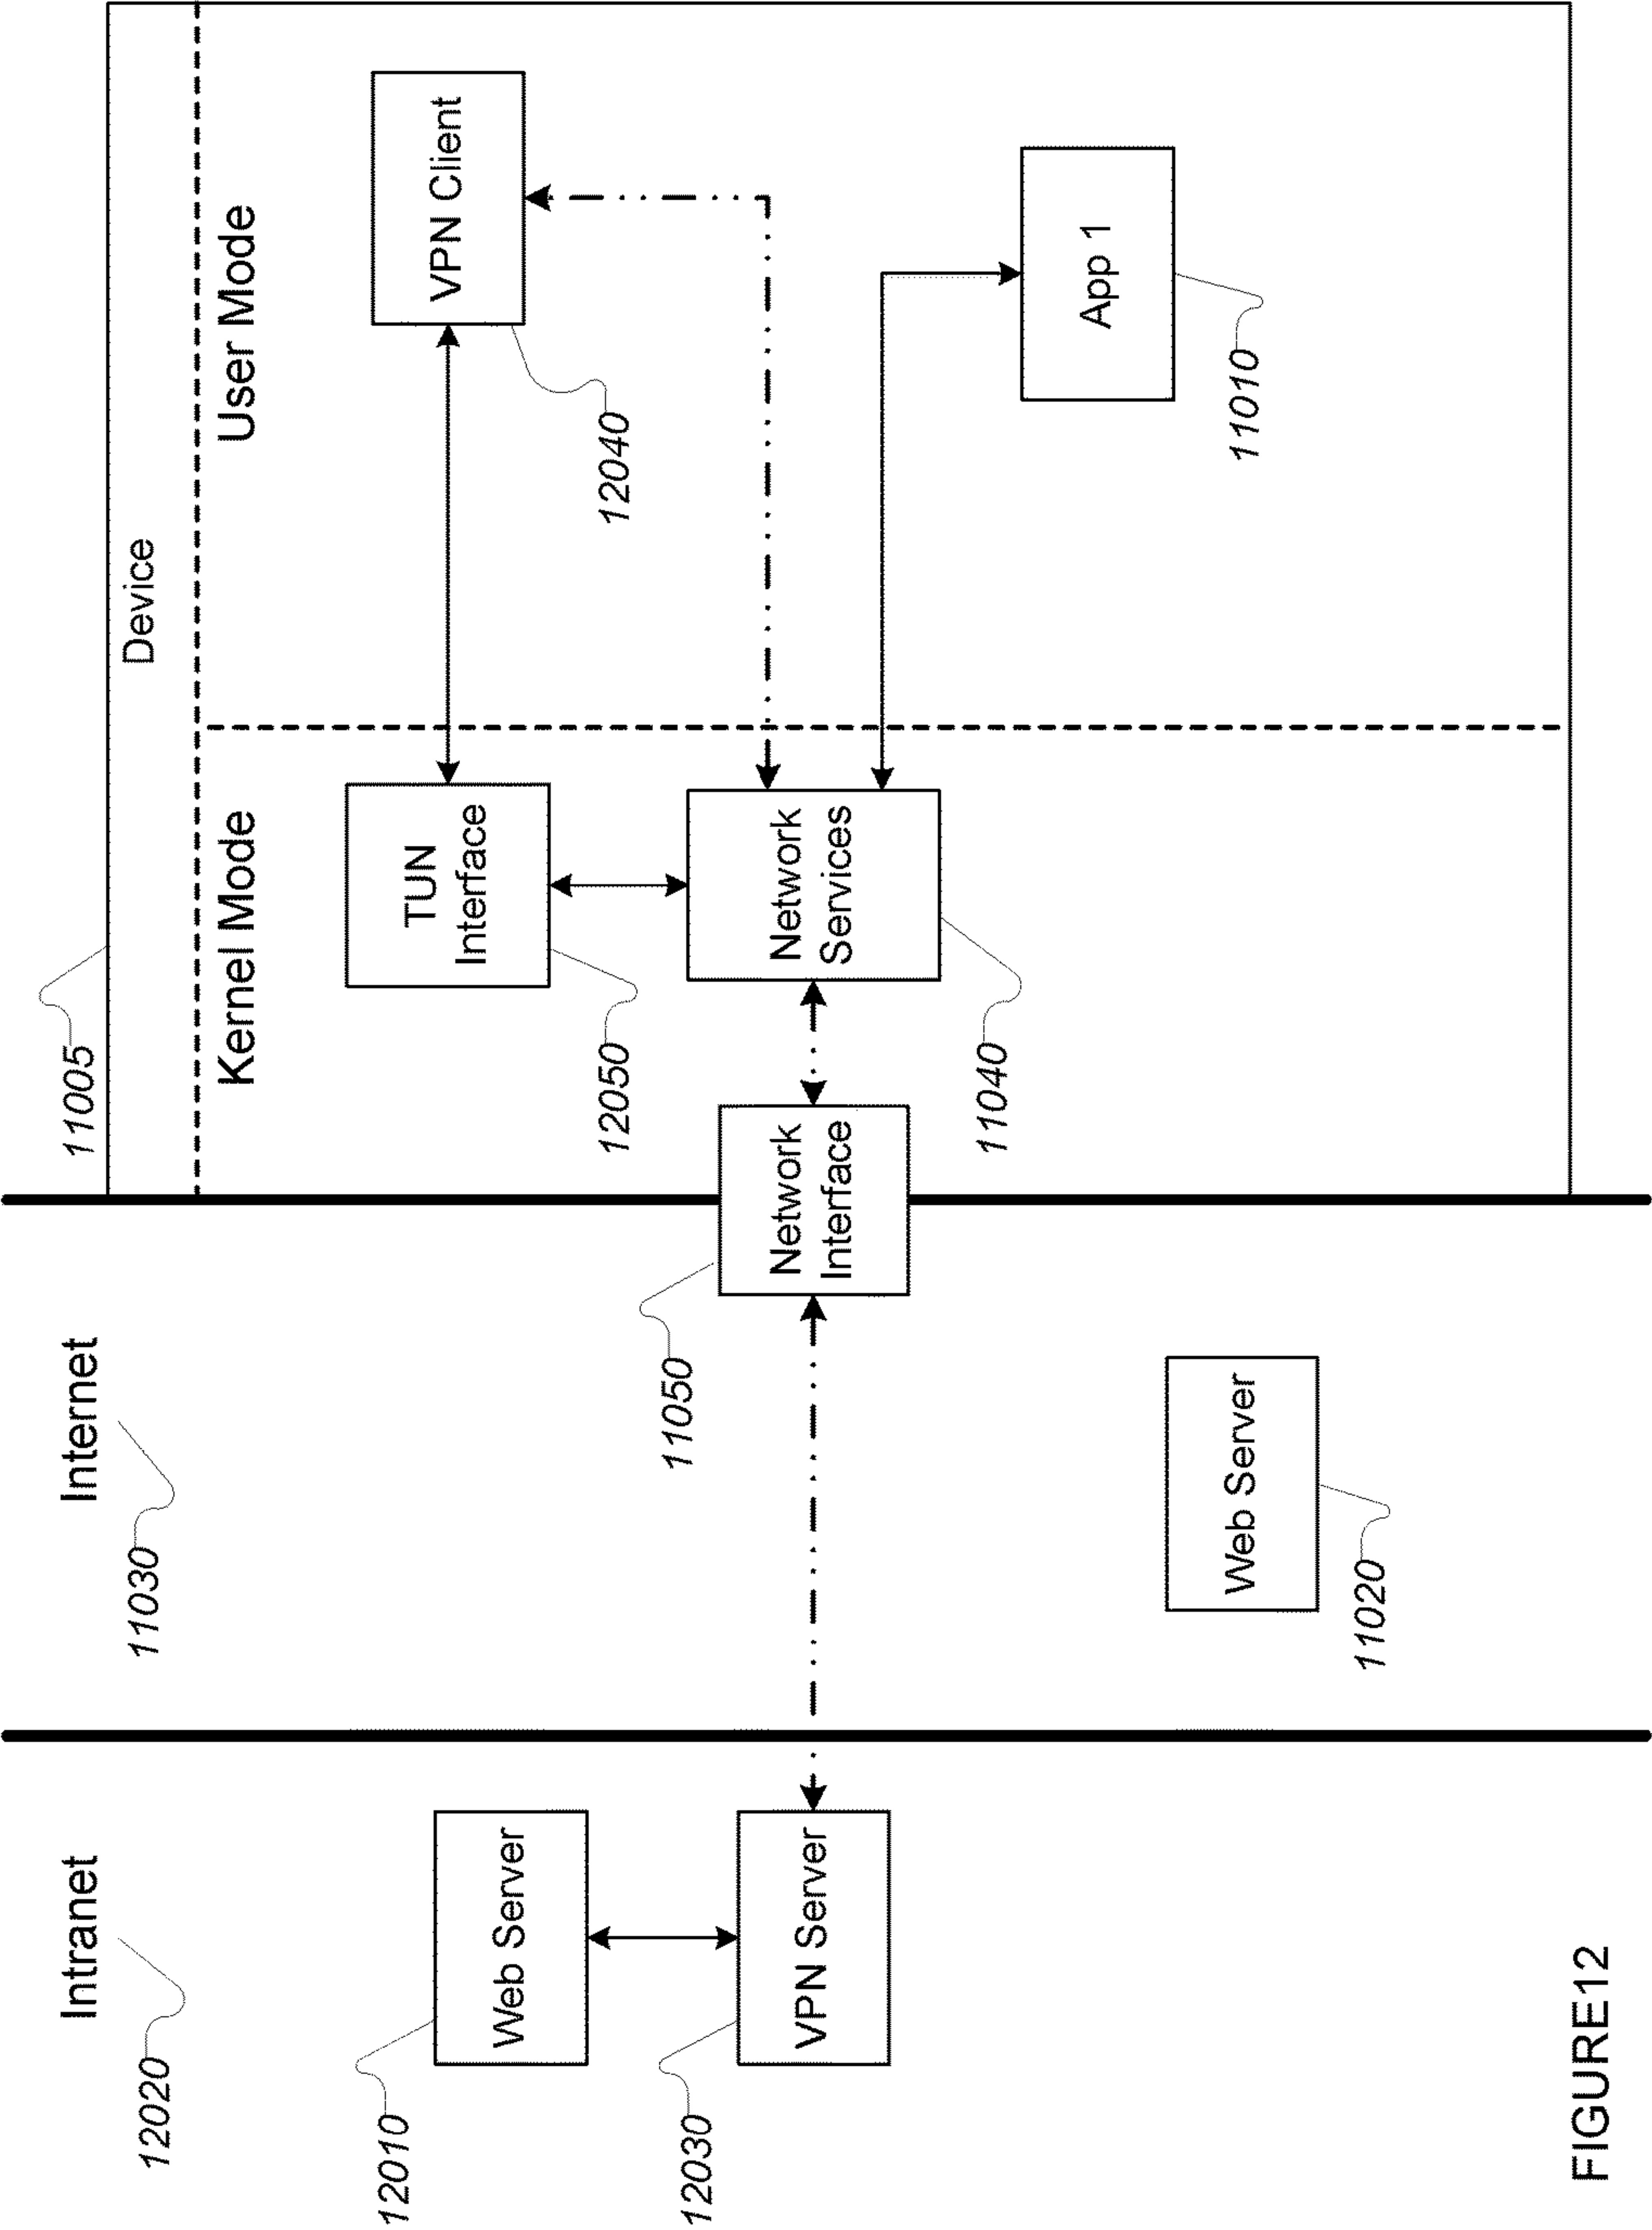 Intranet
12020
Internet
11030
11005
Device
Kernel Mode
User Mode
Web Server
12010
VPN Server
12030
11050
Network
Interface
Web Server
11020
TUN
Interface
12050
Network
Services
11040
VPN Client
12040
App 1
11010
FIGURE12